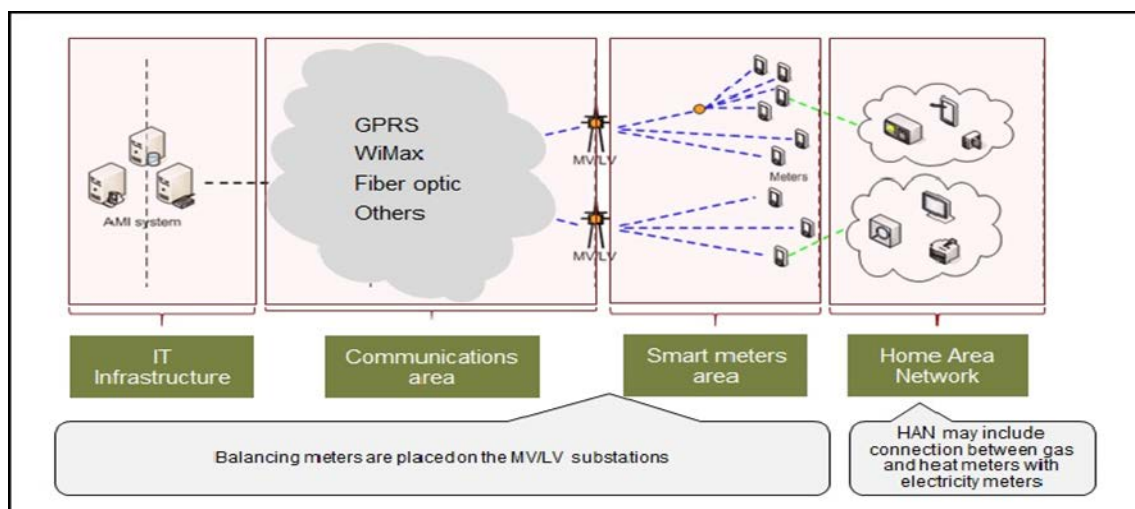 GPRS
WiMax
Fiber optic
Others
AMI system
MV/LV
MV/LV
Meters
IT
Infrastructure
Communications
area
Smart meters
area
Home Area
Network
Balancing meters are placed on the MV/LV substations
HAN may include
connection between gas
and heat meters with
electricity meters